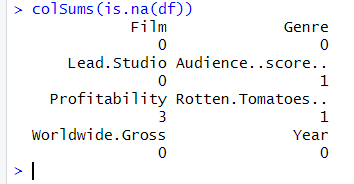 > colSums(is.na(df))
Film Genre
0 0
Lead.Studio Audience..score..
0 1
Profitability Rotten.Tomatoes..
3 1
Worldwide.Gross Year
0 0
>